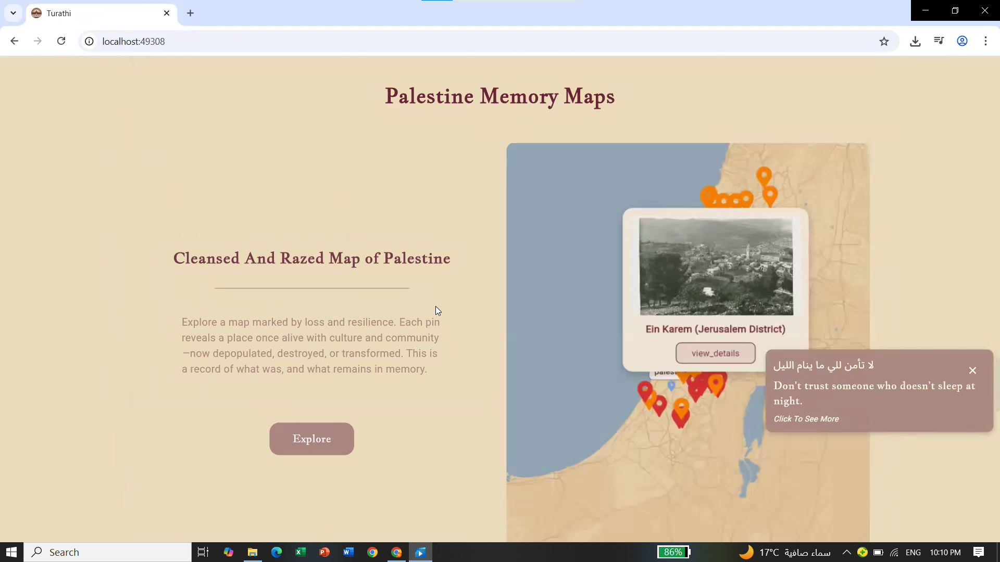 Turathi
localhost:49308
Palestine Memory Maps
Cleansed And Razed Map of Palestine
Explore a map marked by loss and resilience. Each pin
reveals a place once alive with culture and community
—now depopulated, destroyed, or transformed. This is
a record of what was, and what remains in memory.
Explore
Ein Karem (Jerusalem District)
view_details
لا تأمن للي ما ينام الليل
Don't trust someone who doesn't sleep at
night.
Click To See More
Search
86%
17°C سماء صافية
ENG
10:10 PM